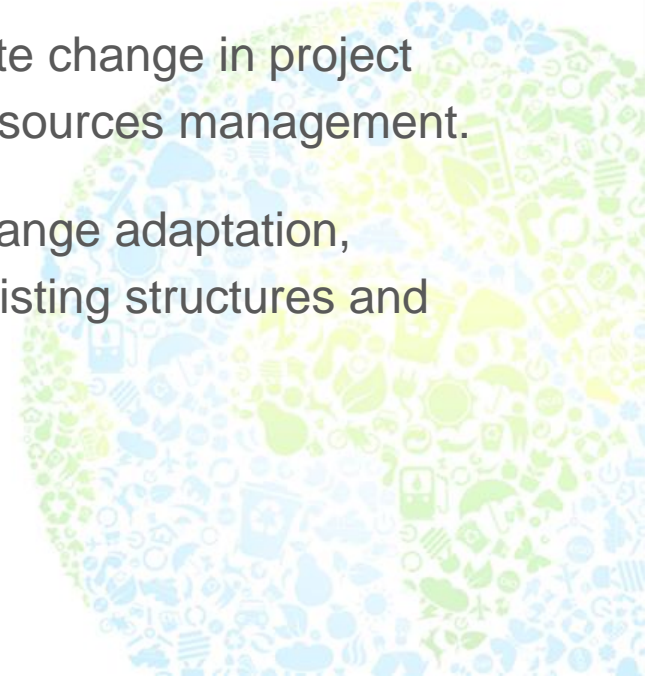 te change in project
sources management.
ange adaptation,
isting structures and